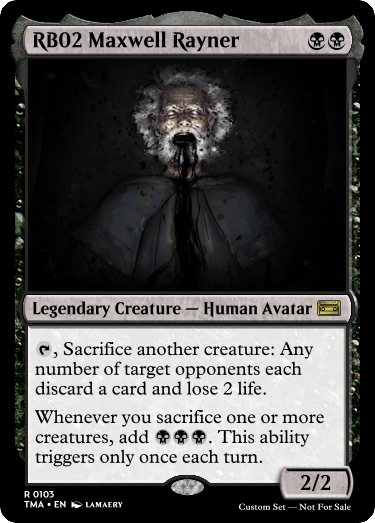 RB02 Maxwell Rayner
Legendary Creature — Human Avatar
, Sacrifice another creature: Any
number of target opponents each
discard a card and lose 2 life.
Whenever you sacrifice one or more
creatures, add . This ability
triggers only once each turn.
2/2
R 0103
TMA • EN LAMAERY
Custom Set — Not For Sale